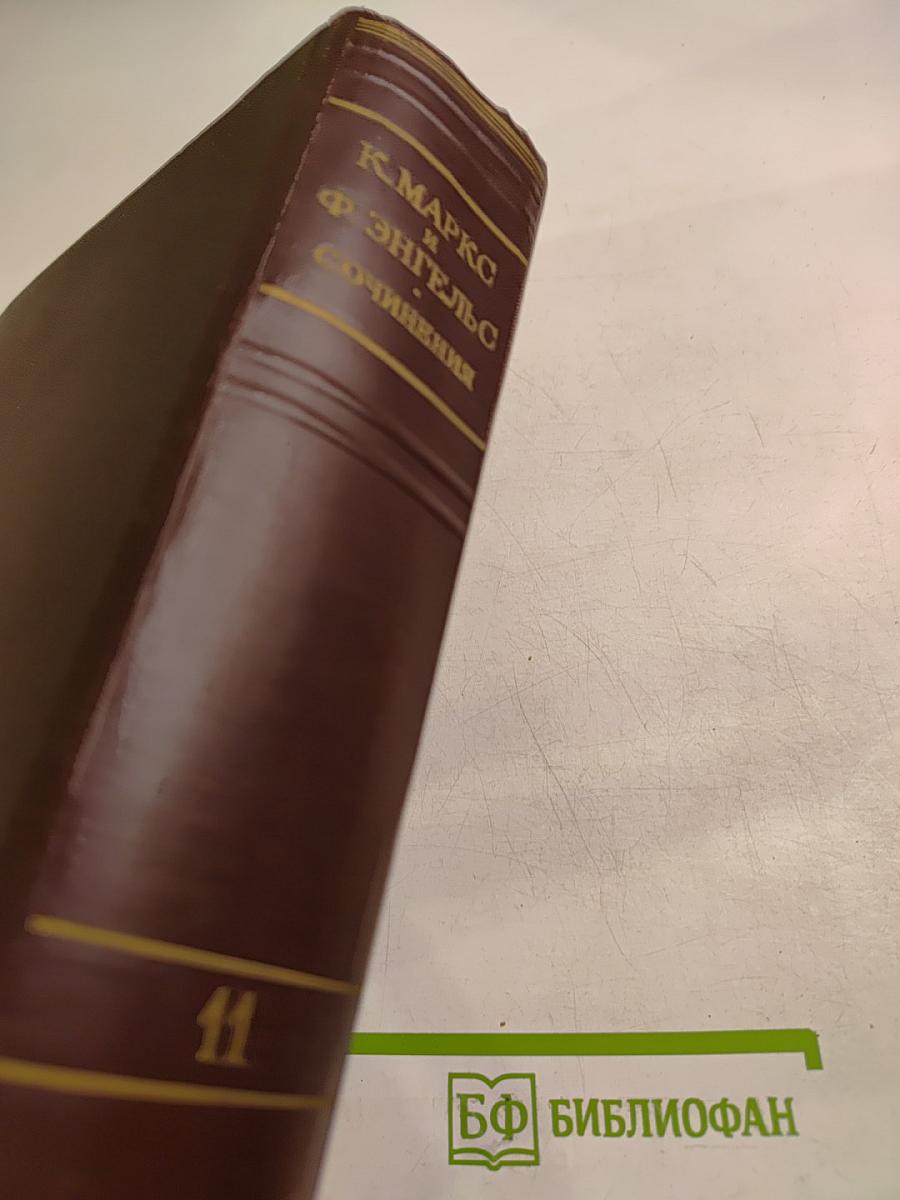 К. МАРКС
и
Ф. ЭНГЕЛЬС
•
СОЧИНЕНИЯ
11
БФ БИБЛИОФАН